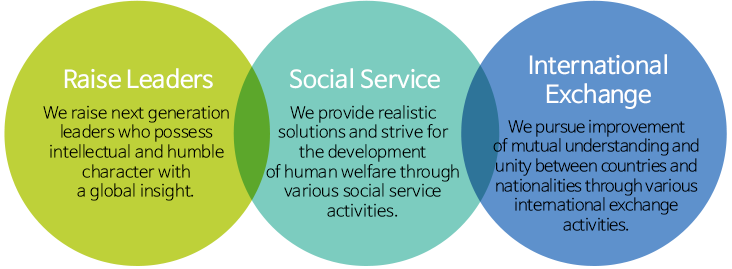 Raise Leaders
We raise next generation
leaders who possess
intellectual and humble
character with
a global insight.
Social Service
We provide realistic
solutions and strive for
the development
of human welfare through
various social service
activities.
International
Exchange
We pursue improvement
of mutual understanding and
unity between countries and
nationalities through various
international exchange
activities.